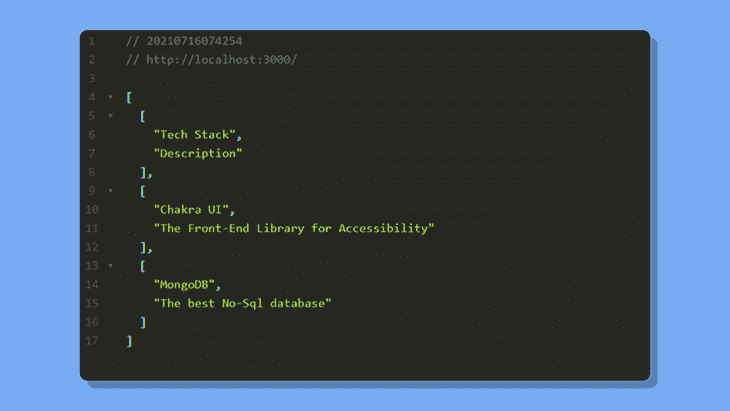 1 // 20210716074254
2 // http://localhost:3000/
3
4 [
5 [
6 "Tech Stack",
7 "Description"
8 ],
9 [
10 "Chakra UI",
11 "The Front-End Library for Accessibility"
12 ],
13 [
14 "MongoDB",
15 "The best No-Sql database"
16 ]
17 ]